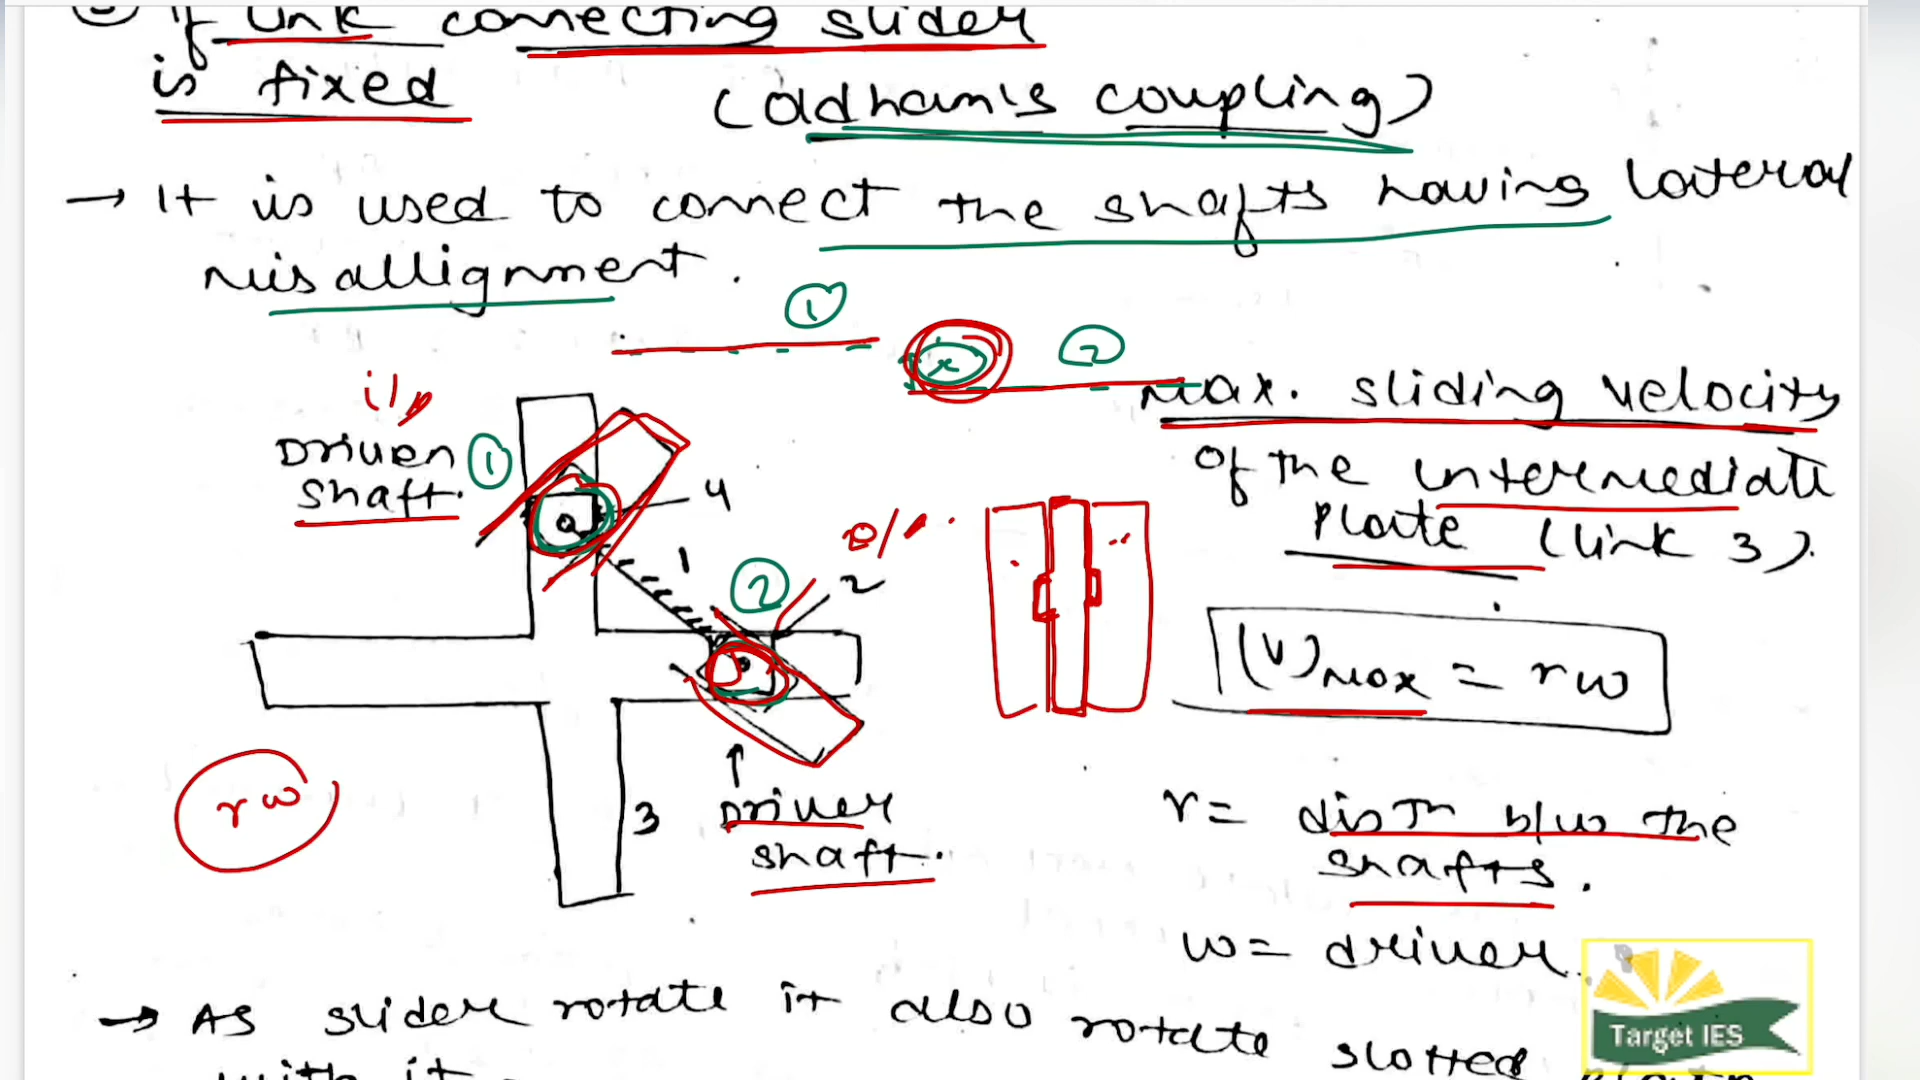 if Link connecting slider
is fixed
(Oldham's coupling)
→ It is used to connect the shafts having lateral
misallignment.
1
x
2
i/p
Driven
shaft.
1
4
1
2
2
3
Driver
shaft.
rω
Max. sliding velocity
of the intermediate
Plate (link 3).
(V)Max = rω
r = distn b/w the
shafts.
ω = driver
→ As slider rotate it also rotate slotted
with it
Target IES